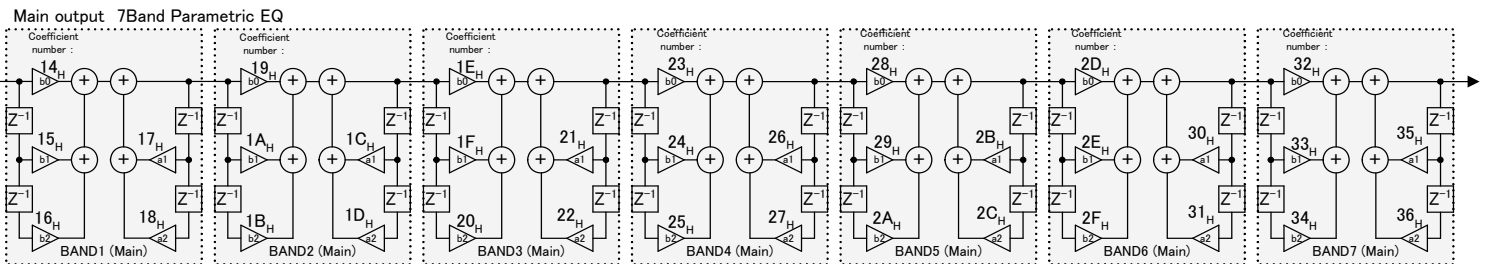 Main output 7Band Parametric EQ
Coefficient
number :
14H
b0
Z⁻¹
Z⁻¹
15H
b1
17H
a1
Z⁻¹
Z⁻¹
16H
b2
18H
a2
BAND1 (Main)
Coefficient
number :
19H
b0
Z⁻¹
Z⁻¹
1AH
b1
1CH
a1
Z⁻¹
Z⁻¹
1BH
b2
1DH
a2
BAND2 (Main)
Coefficient
number :
1EH
b0
Z⁻¹
Z⁻¹
1FH
b1
21H
a1
Z⁻¹
Z⁻¹
20H
b2
22H
a2
BAND3 (Main)
Coefficient
number :
23H
b0
Z⁻¹
Z⁻¹
24H
b1
26H
a1
Z⁻¹
Z⁻¹
25H
b2
27H
a2
BAND4 (Main)
Coefficient
number :
28H
b0
Z⁻¹
Z⁻¹
29H
b1
2BH
a1
Z⁻¹
Z⁻¹
2AH
b2
2CH
a2
BAND5 (Main)
Coefficient
number :
2DH
b0
Z⁻¹
Z⁻¹
2EH
b1
30H
a1
Z⁻¹
Z⁻¹
2FH
b2
31H
a2
BAND6 (Main)
Coefficient
number :
32H
b0
Z⁻¹
Z⁻¹
33H
b1
35H
a1
Z⁻¹
Z⁻¹
34H
b2
36H
a2
BAND7 (Main)